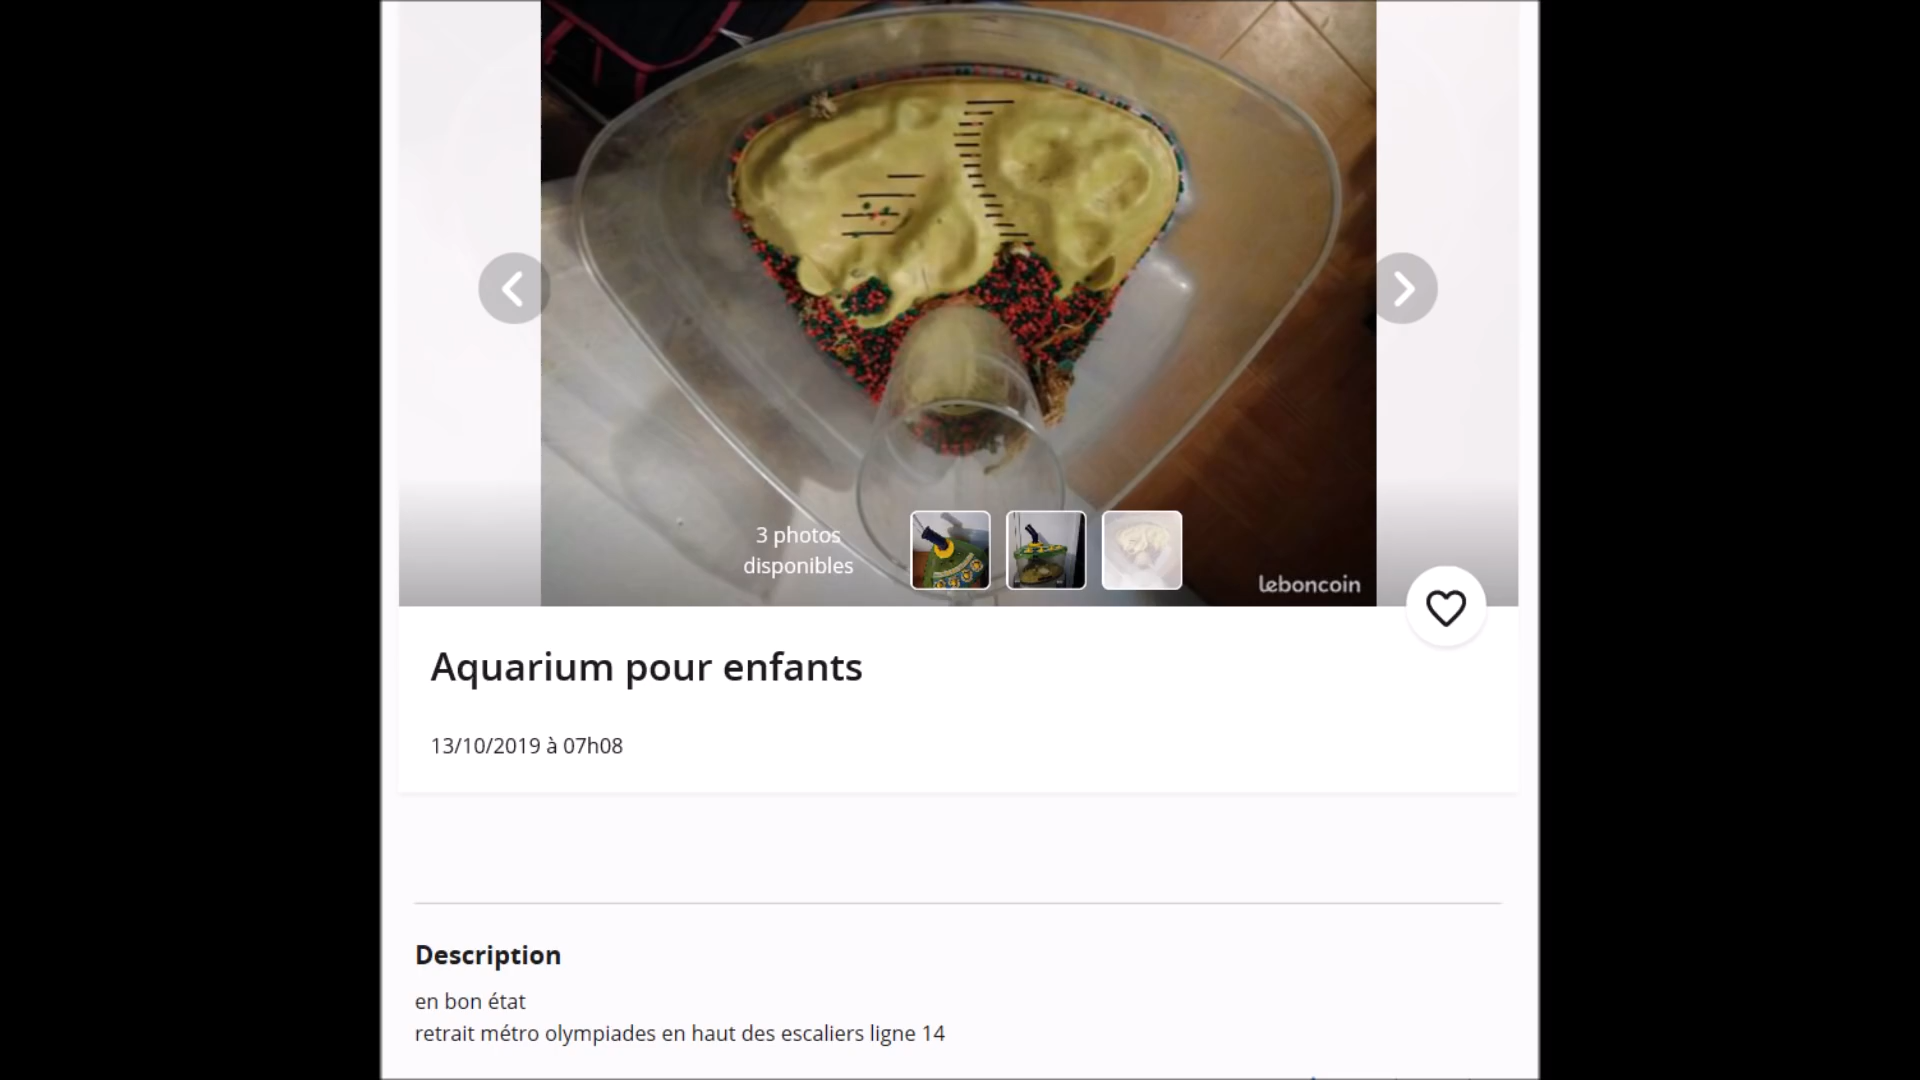 3 photos
disponibles
leboncoin
Aquarium pour enfants
13/10/2019 à 07h08
Description
en bon état
retrait métro olympiades en haut des escaliers ligne 14